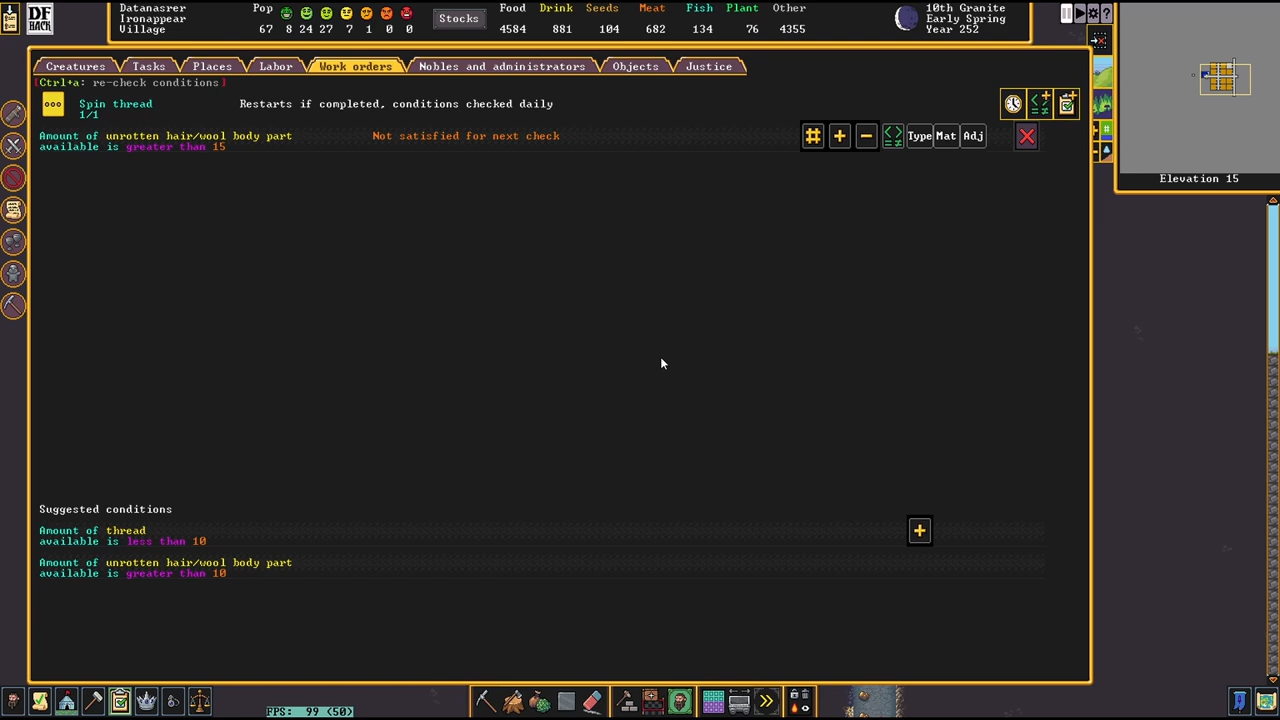 Datanasrer
Ironappear
Village
DF
HACK
Pop
67 8 24 27 7 1 0 0
Stocks
Food Drink Seeds Meat Fish Plant Other
4584 881 104 682 134 76 4355
10th Granite
Early Spring
Year 252
?
Creatures Tasks Places Labor Work orders Nobles and administrators Objects Justice
[Ctrl+a: re-check conditions]
Spin thread
1/1
Restarts if completed, conditions checked daily
Amount of unrotten hair/wool body part
available is greater than 15
Not satisfied for next check
Type Mat Adj
Elevation 15
Suggested conditions
Amount of thread
available is less than 10
Amount of unrotten hair/wool body part
available is greater than 10
FPS: 99 (50)